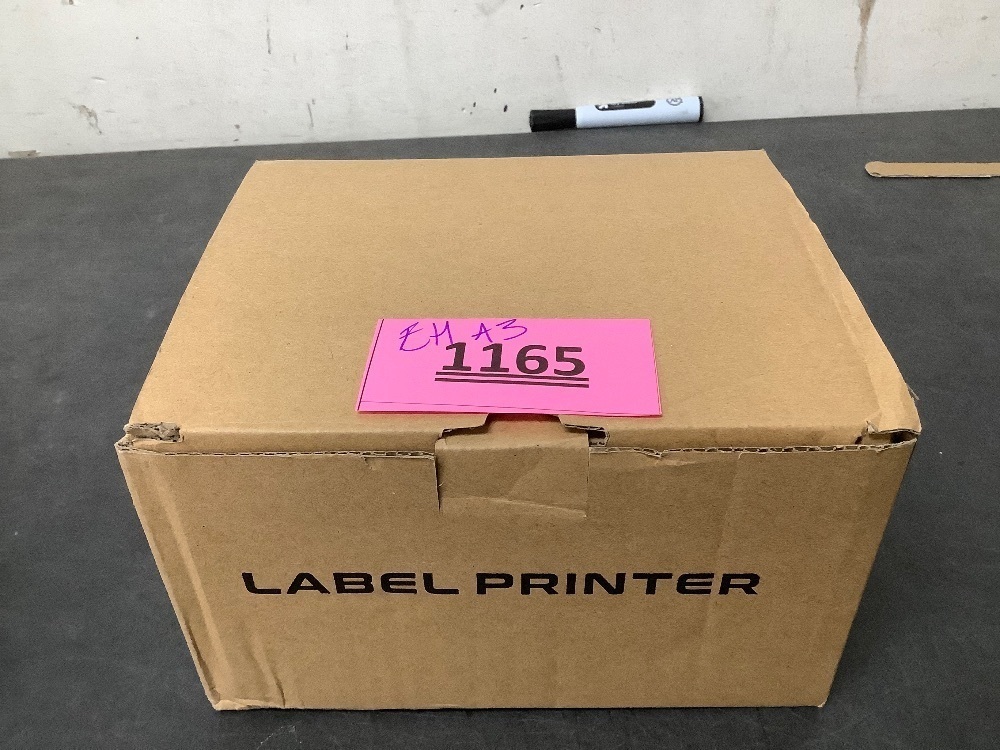 EH A3
1165
LABEL PRINTER